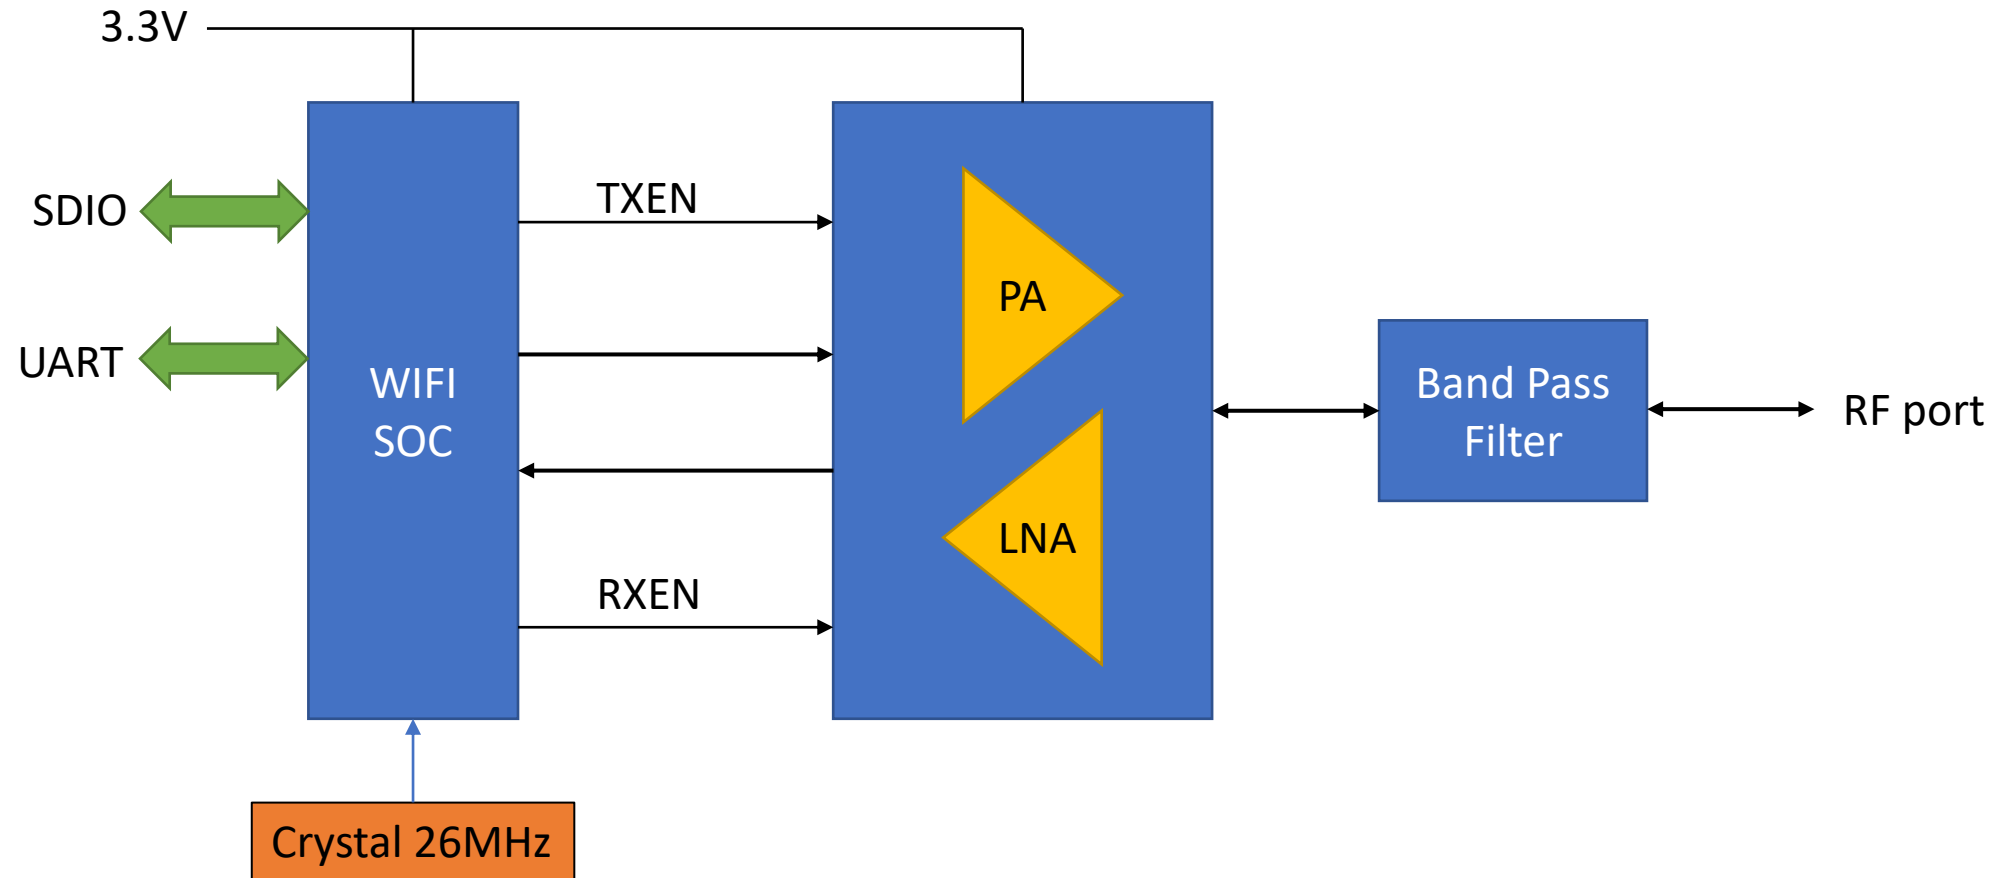 3.3V
SDIO
TXEN
PA
UART
WIFI
SOC
Band Pass
Filter
RF port
LNA
RXEN
Crystal 26MHz